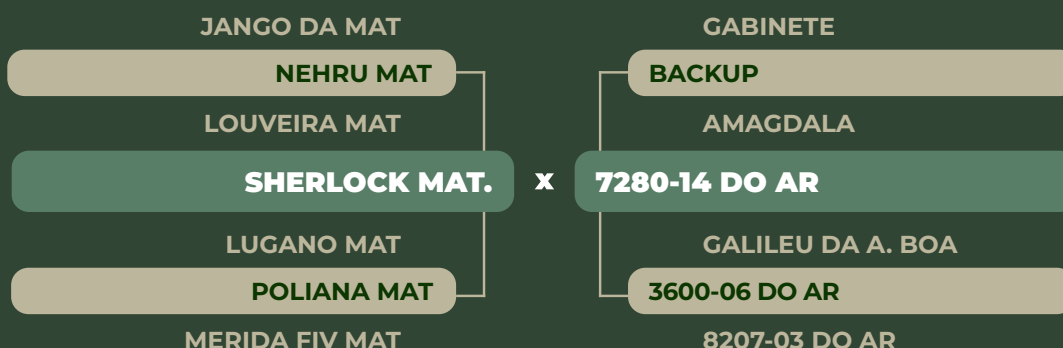 JANGO DA MAT
GABINETE
NEHRU MAT
BACKUP
LOUVEIRA MAT
AMAGDALA
SHERLOCK MAT. x 7280-14 DO AR
LUGANO MAT
GALILEU DA A. BOA
POLIANA MAT
3600-06 DO AR
MERIDA FIV MAT
8207-03 DO AR